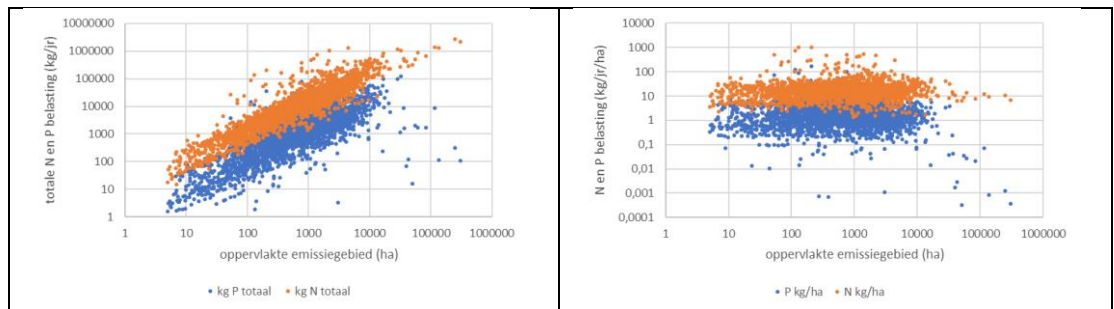 totale N en P belasting (kg/jr)
10000000
1000000
100000
10000
1000
100
10
1
1 10 100 1000 10000 100000 1000000
oppervlakte emissiegebied (ha)
kg P totaal kg N totaal
N en P belasting (kg/jr/ha)
10000
1000
100
10
1
0,1
0,01
0,001
0,0001
1 10 100 1000 10000 100000 1000000
oppervlakte emissiegebied (ha)
P kg/ha N kg/ha